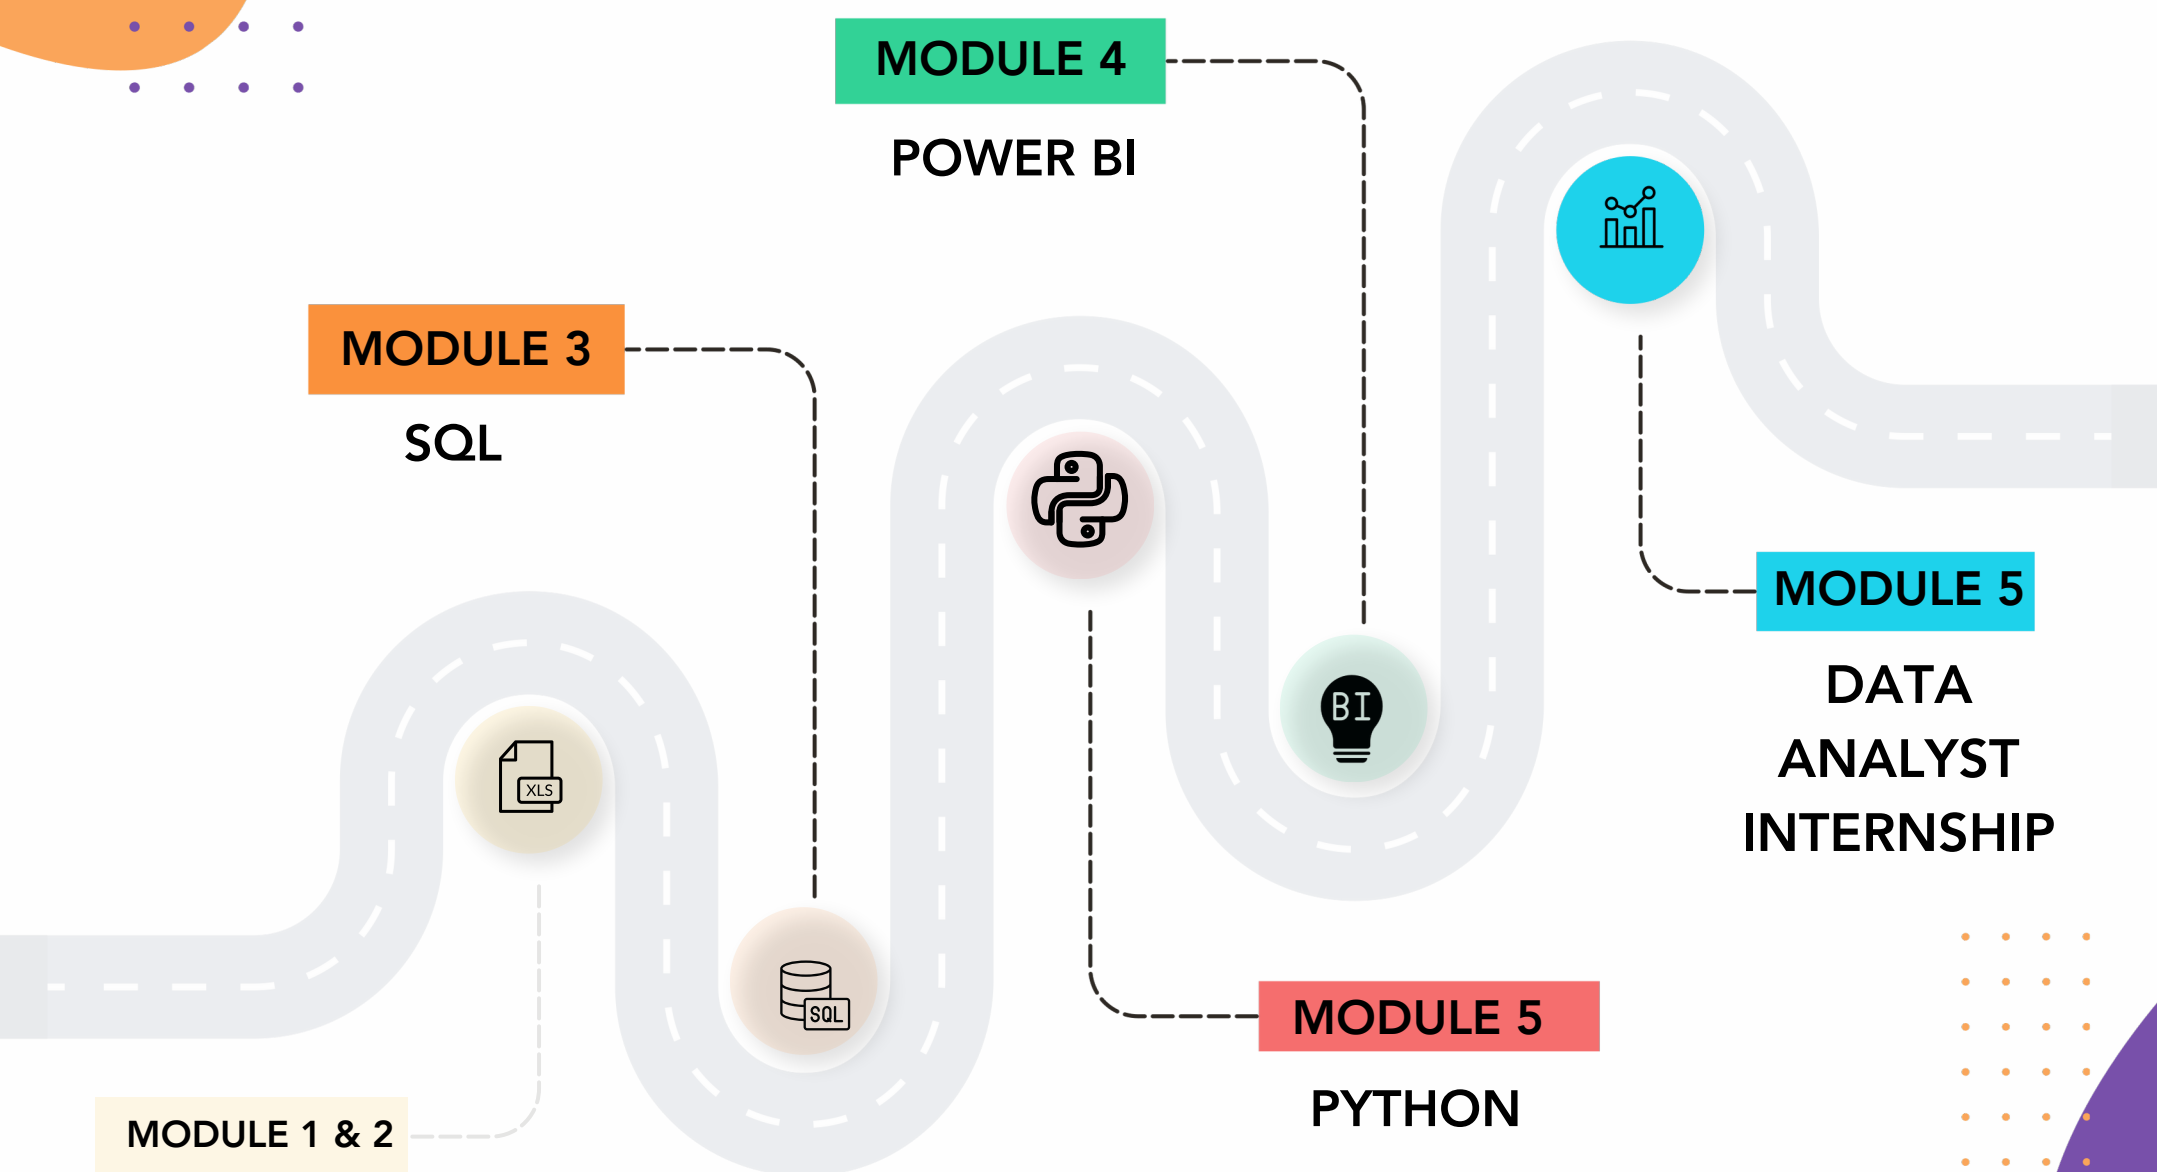 MODULE 4
POWER BI
MODULE 3
SQL
BI
MODULE 5
DATA
ANALYST
INTERNSHIP
XLS
SQL
MODULE 5
PYTHON
MODULE 1 & 2